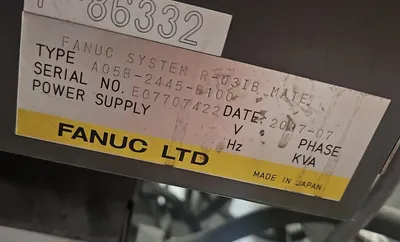 F 86332
FANUC SYSTEM R-J3IB MATE
TYPE A05B-2445-B100
SERIAL NO. E07707422 DATE 2007-07
POWER SUPPLY V PHASE
Hz KVA
FANUC LTD
MADE IN JAPAN